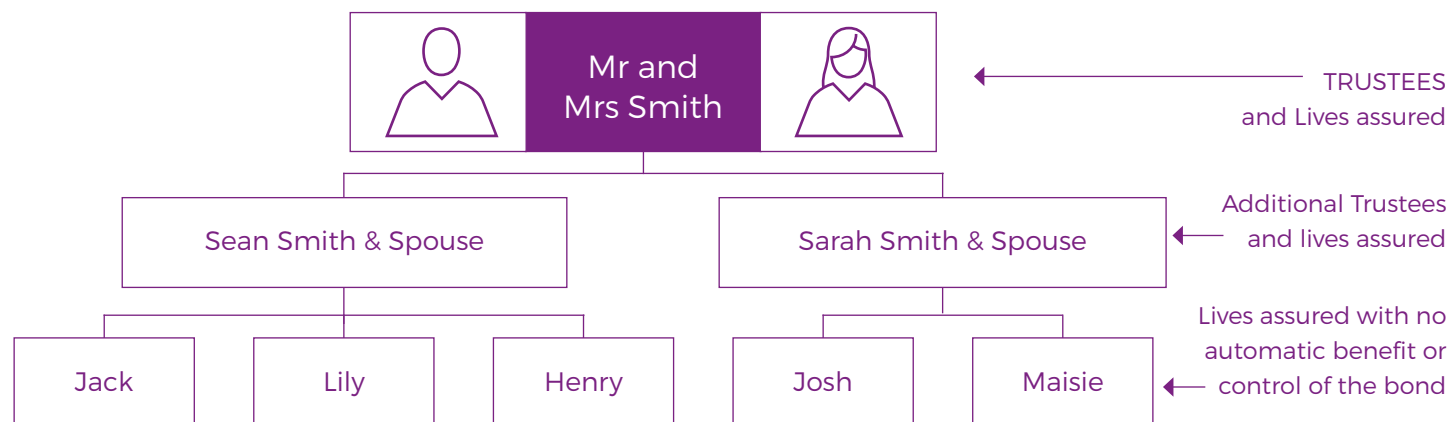 Mr and
Mrs Smith
TRUSTEES
and Lives assured
Sean Smith & Spouse
Sarah Smith & Spouse
Additional Trustees
and lives assured
Jack
Lily
Henry
Josh
Maisie
Lives assured with no
automatic benefit or
control of the bond